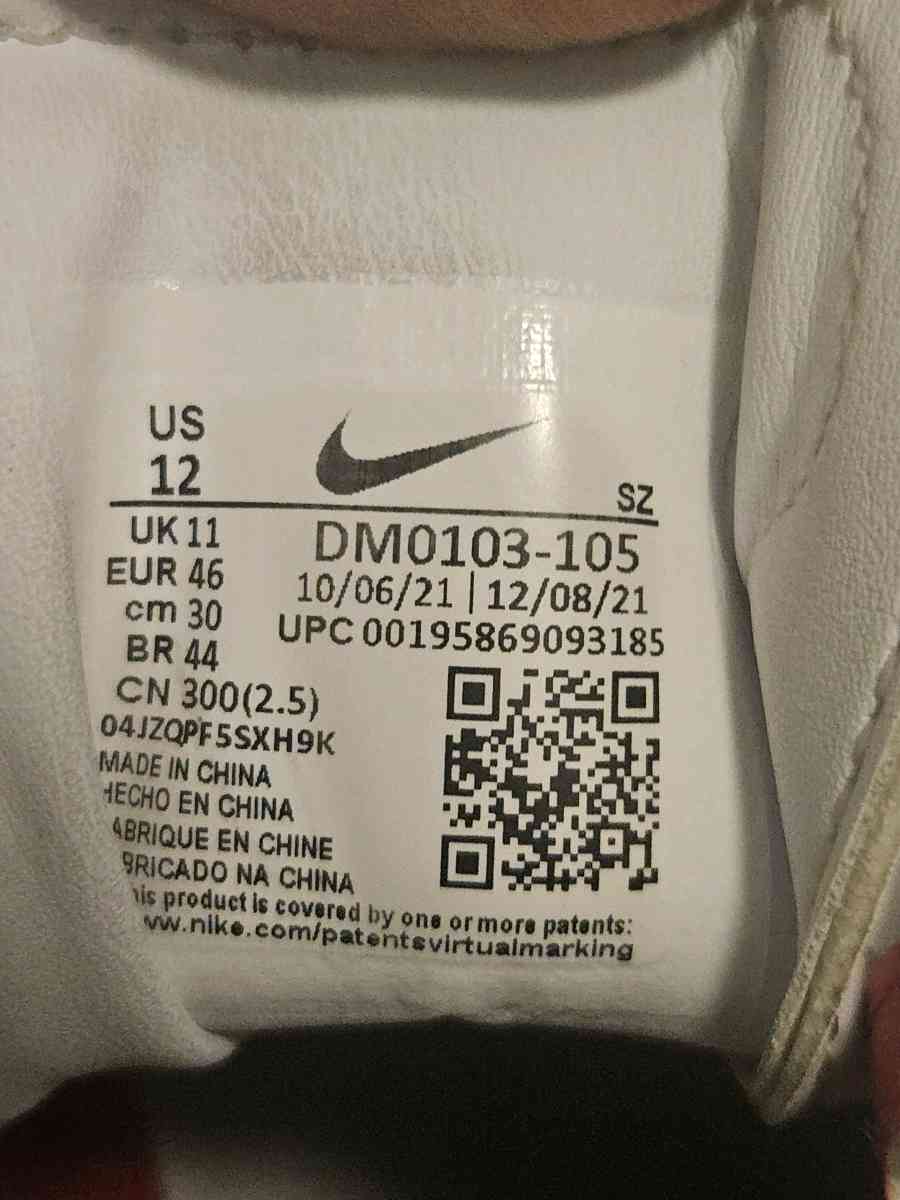 US
12
SZ
UK 11
DM0103-105
EUR 46
10/06/21 | 12/08/21
cm 30
UPC 00195869093185
BR 44
CN 300(2.5)
04JZQPF5SXH9K
MADE IN CHINA
HECHO EN CHINA
ABRIQUE EN CHINE
BRICADO NA CHINA
his product is covered by one or more patents:
ww.nike.com/patentsvirtualmarking